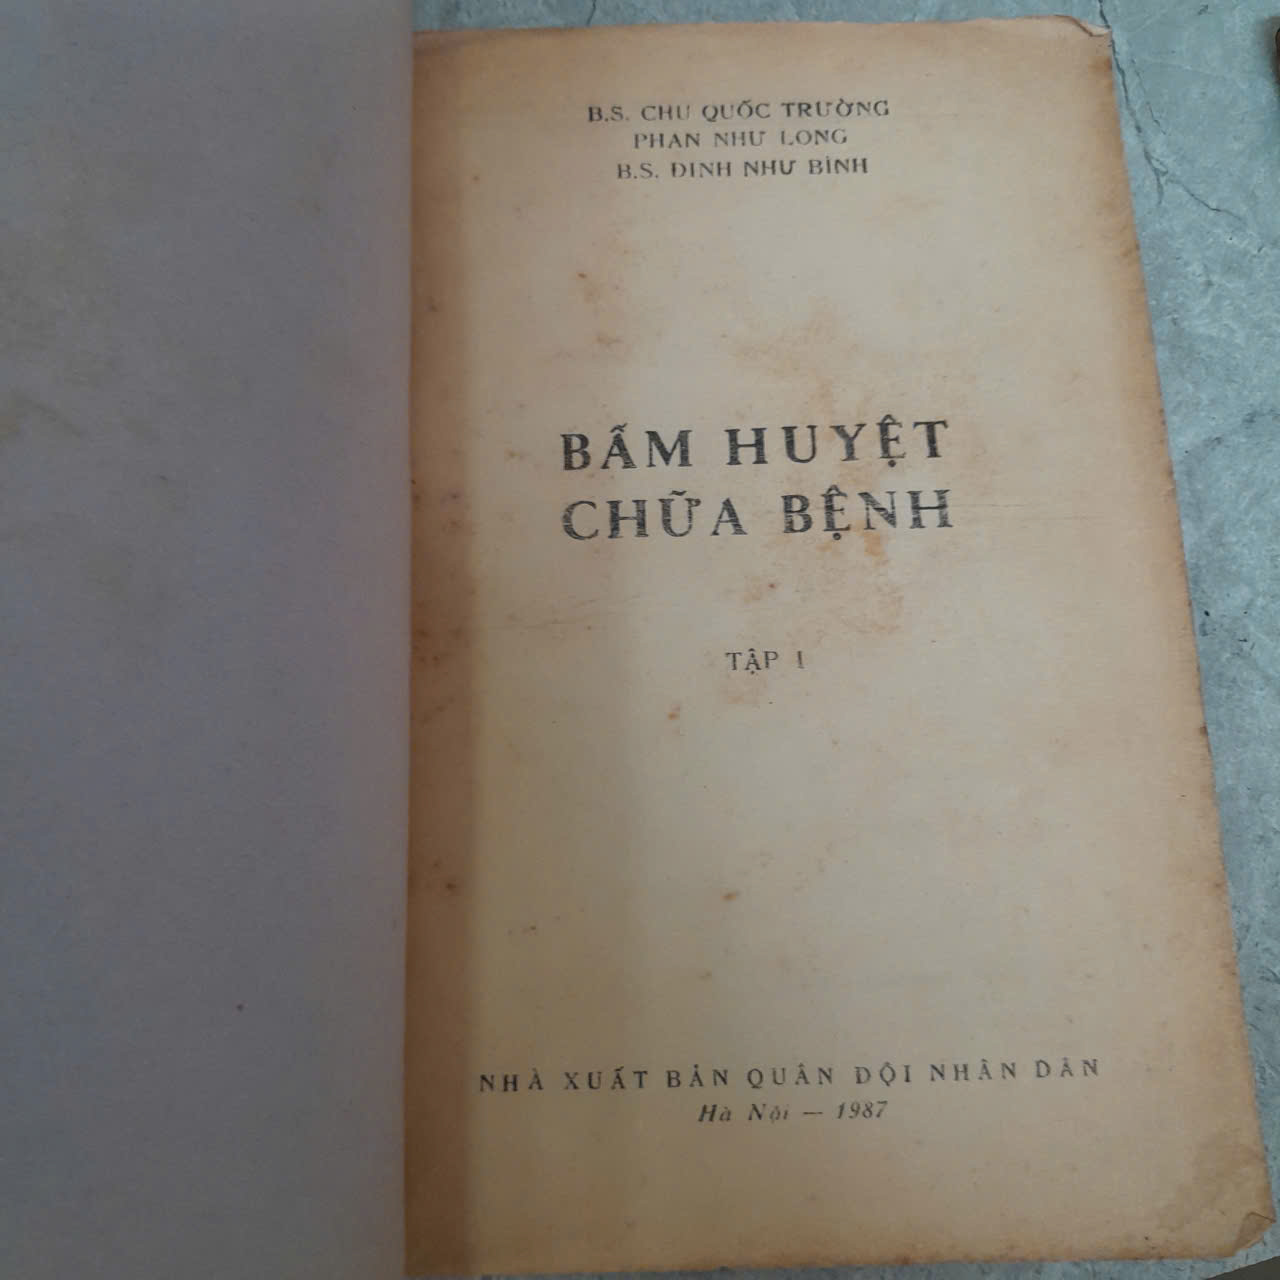 B.S. CHU QUỐC TRƯỜNG
PHAN NHƯ LONG
B.S. ĐINH NHƯ BÌNH
BẤM HUYỆT
CHỮA BỆNH
TẬP I
NHÀ XUẤT BẢN QUÂN ĐỘI NHÂN DÂN
Hà Nội — 1987